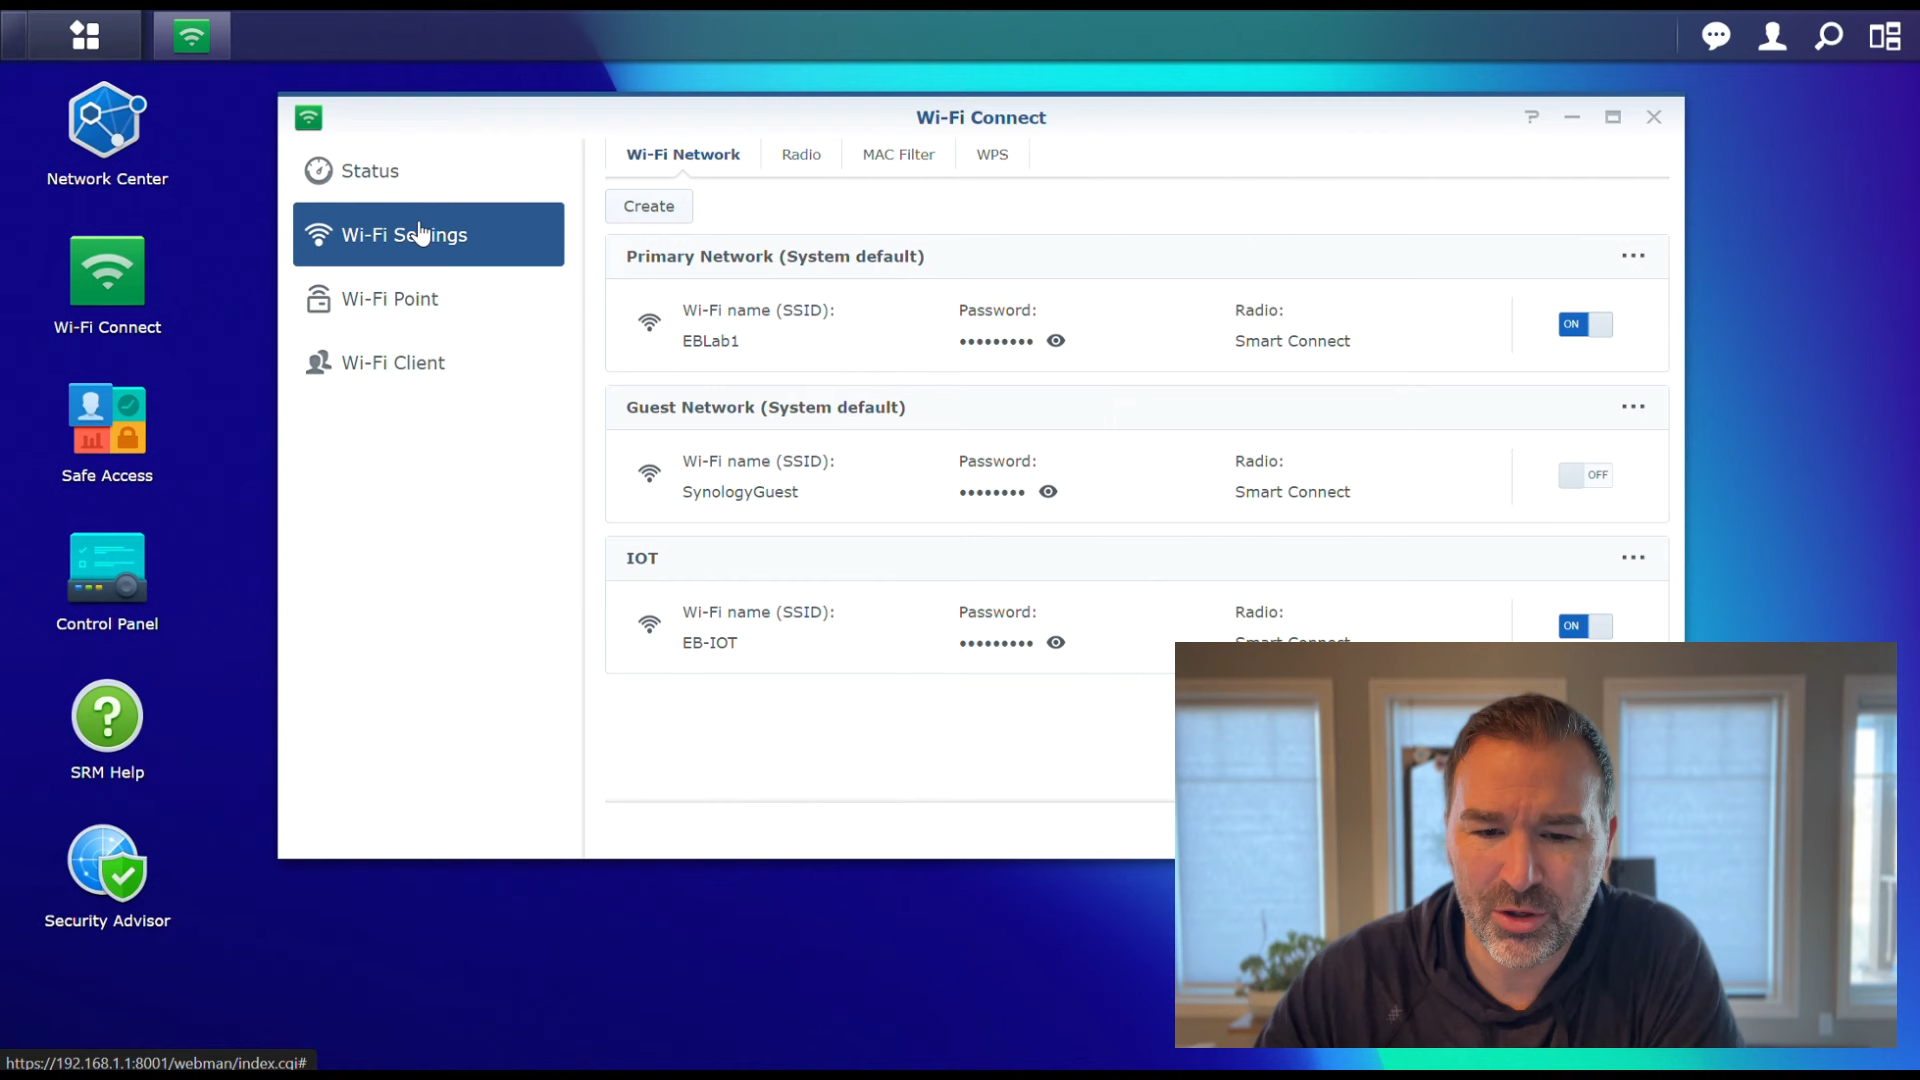 Wi-Fi Connect
Network Center
Wi-Fi Connect
Safe Access
Control Panel
SRM Help
Security Advisor
Status
Wi-Fi Settings
Wi-Fi Point
Wi-Fi Client
Wi-Fi Network
Radio
MAC Filter
WPS
Create
Primary Network (System default)
Wi-Fi name (SSID):
Password:
Radio:
EBLab1
•••••••••
Smart Connect
ON
Guest Network (System default)
Wi-Fi name (SSID):
Password:
Radio:
SynologyGuest
••••••••
Smart Connect
OFF
IOT
Wi-Fi name (SSID):
Password:
Radio:
EB-IOT
•••••••••
Smart Connect
ON
https://192.168.1.1:8001/webman/index.cgi#